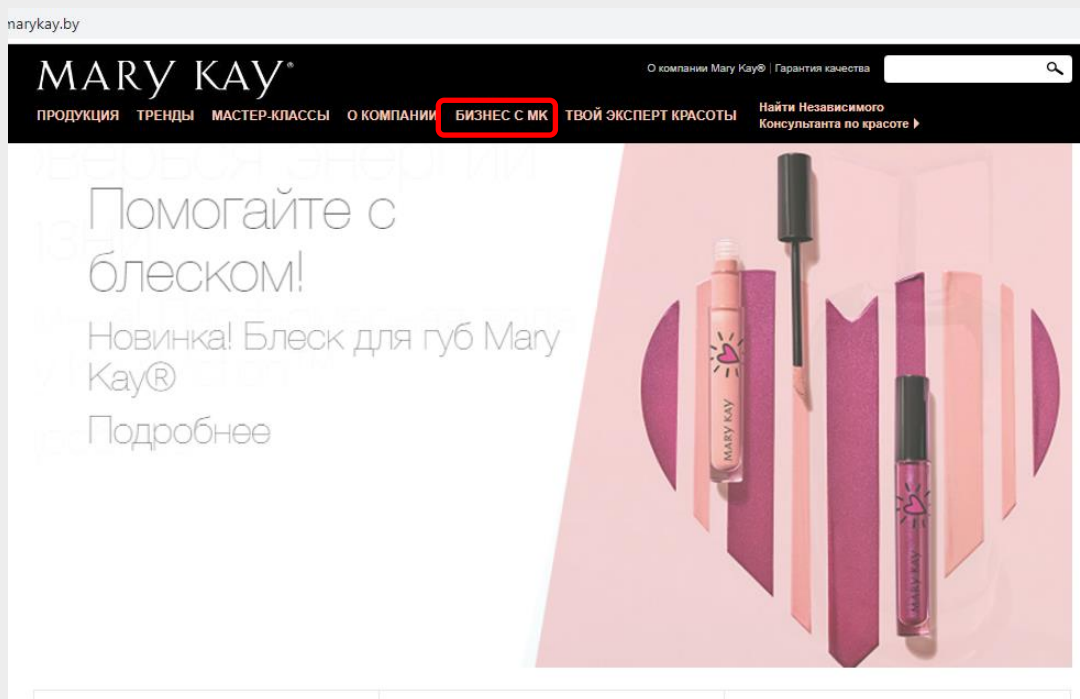 marykay.by
MARY KAY®
О компании Mary Kay® | Гарантия качества
ПРОДУКЦИЯ ТРЕНДЫ МАСТЕР-КЛАССЫ О КОМПАНИИ БИЗНЕС С МК ТВОЙ ЭКСПЕРТ КРАСОТЫ
Найти Независимого
Консультанта по красоте
Помогайте с
блеском!
Новинка! Блеск для губ Mary
Kay®
Подробнее
MARY KAY
MARY KAY